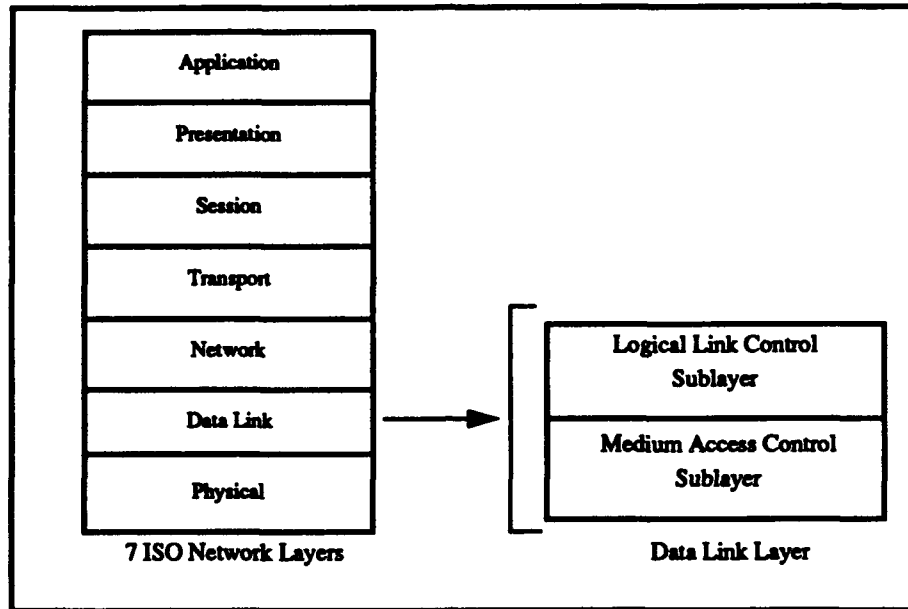 Application
Presentation
Session
Transport
Network
Data Link
Physical
7 ISO Network Layers
Logical Link Control
Sublayer
Medium Access Control
Sublayer
Data Link Layer